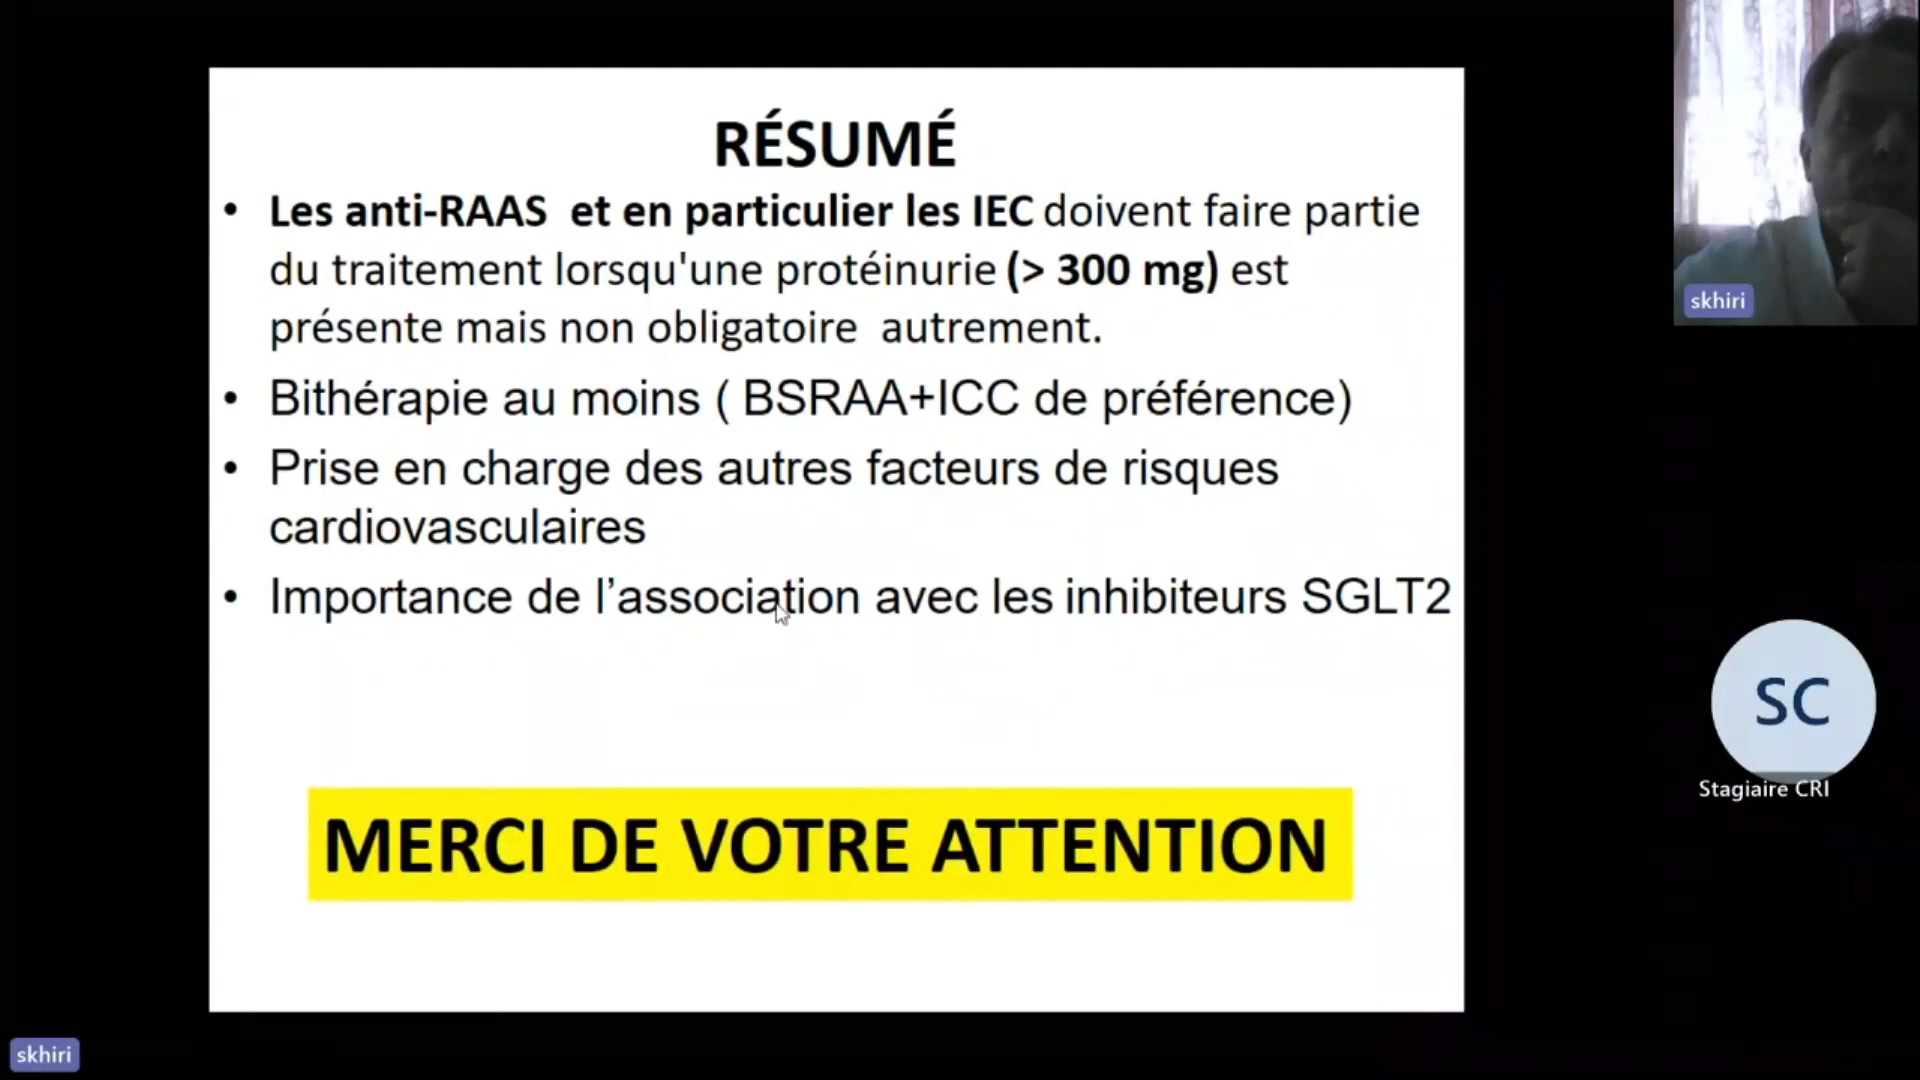 RÉSUMÉ
• Les anti-RAAS et en particulier les IEC doivent faire partie
du traitement lorsqu'une protéinurie (> 300 mg) est
présente mais non obligatoire autrement.
• Bithérapie au moins ( BSRAA+ICC de préférence)
• Prise en charge des autres facteurs de risques
cardiovasculaires
• Importance de l’association avec les inhibiteurs SGLT2
MERCI DE VOTRE ATTENTION
skhiri
SC
Stagiaire CRI
skhiri